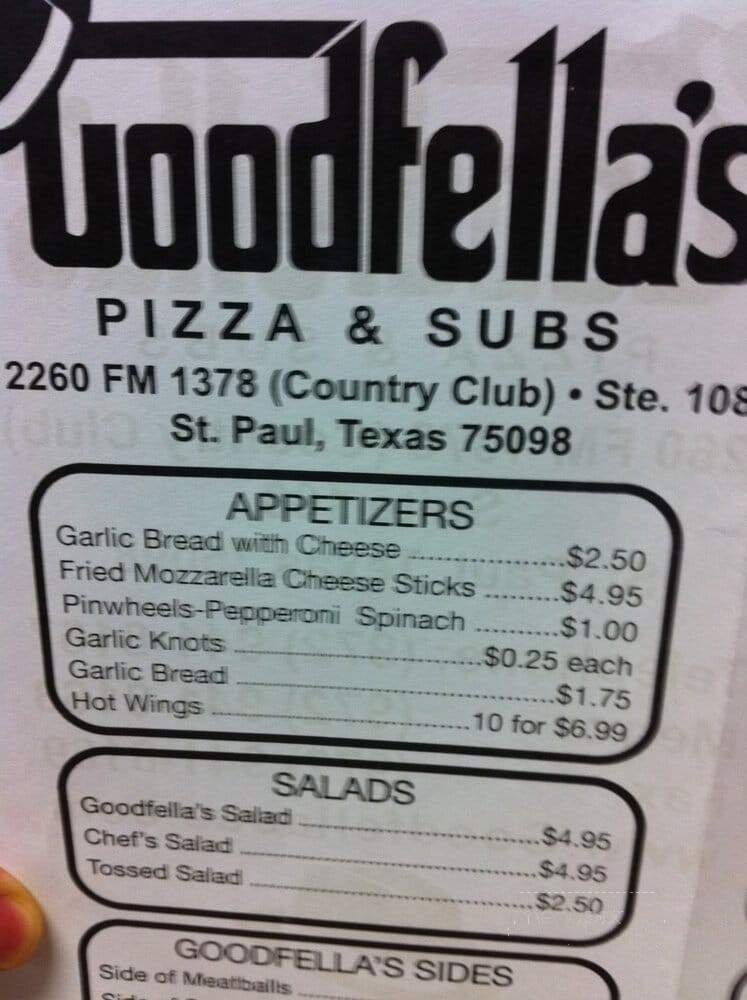 Goodfella's
PIZZA & SUBS
2260 FM 1378 (Country Club) • Ste. 108
St. Paul, Texas 75098
APPETIZERS
Garlic Bread with Cheese ..................$2.50
Fried Mozzarella Cheese Sticks .........$4.95
Pinwheels-Pepperoni Spinach ..........$1.00
Garlic Knots ..............................$0.25 each
Garlic Bread .......................................$1.75
Hot Wings ................................10 for $6.99
SALADS
Goodfella's Salad ..............................$4.95
Chef's Salad .....................................$4.95
Tossed Salad ....................................$2.50
GOODFELLA'S SIDES
Side of Meatballs
Side of